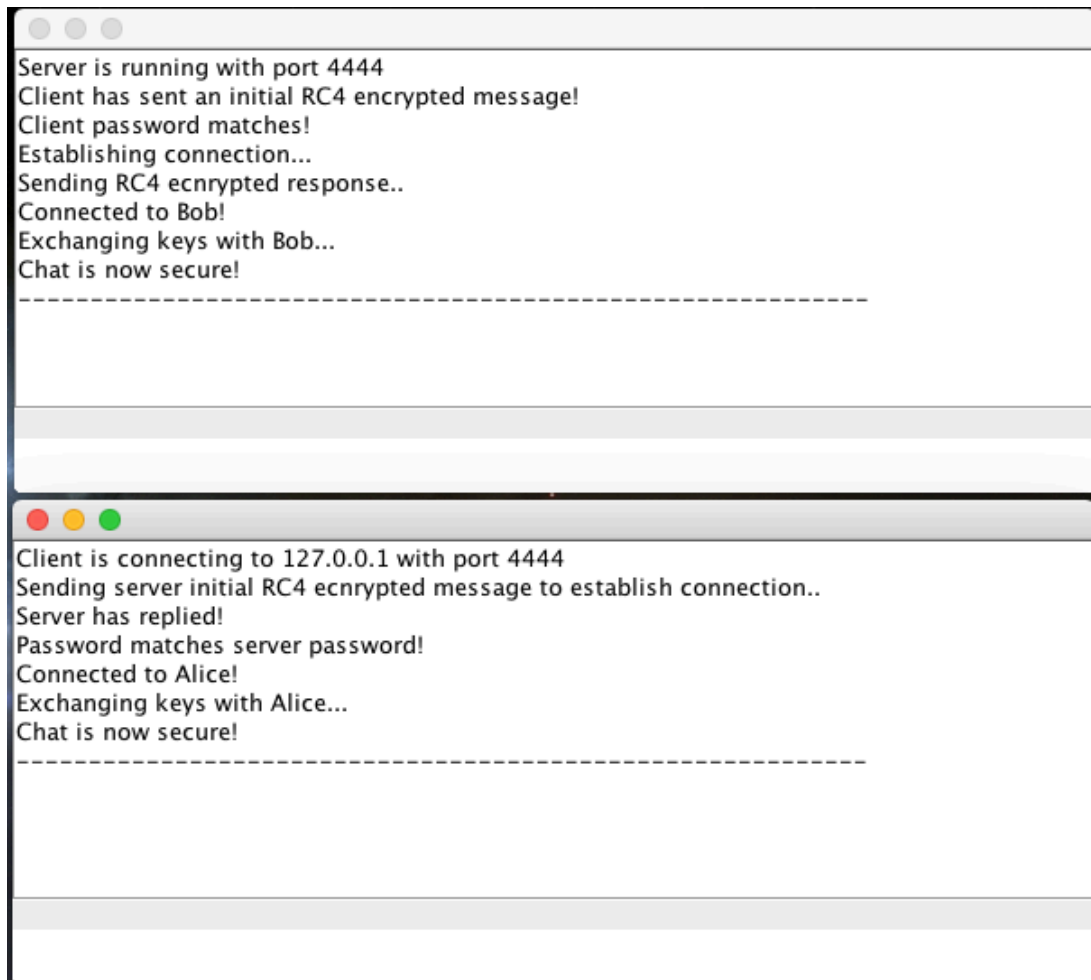 Server is running with port 4444
Client has sent an initial RC4 encrypted message!
Client password matches!
Establishing connection...
Sending RC4 ecnrypted response..
Connected to Bob!
Exchanging keys with Bob...
Chat is now secure!
-----------------------------------------------------------
Client is connecting to 127.0.0.1 with port 4444
Sending server initial RC4 ecnrypted message to establish connection..
Server has replied!
Password matches server password!
Connected to Alice!
Exchanging keys with Alice...
Chat is now secure!
-----------------------------------------------------------